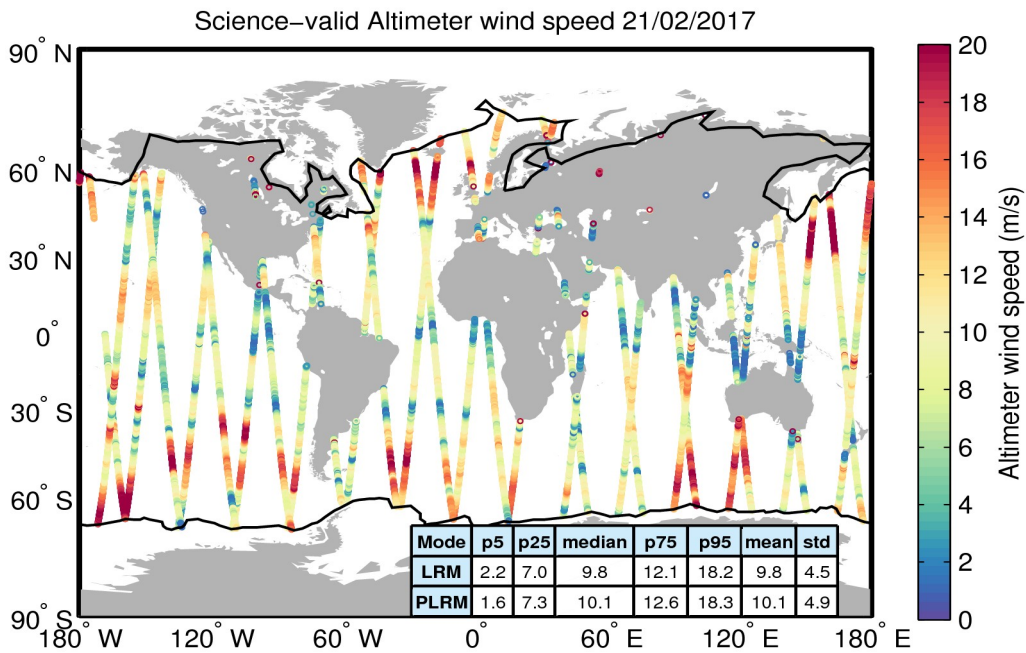 Science−valid Altimeter wind speed 21/02/2017
90° N
60° N
30° N
0°
30° S
60° S
90° S
180° W
120° W
60° W
0°
60° E
120° E
180° E
Mode p5 p25 median p75 p95 mean std
LRM 2.2 7.0 9.8 12.1 18.2 9.8 4.5
PLRM 1.6 7.3 10.1 12.6 18.3 10.1 4.9
20
18
16
14
12
10
8
6
4
2
0
Altimeter wind speed (m/s)